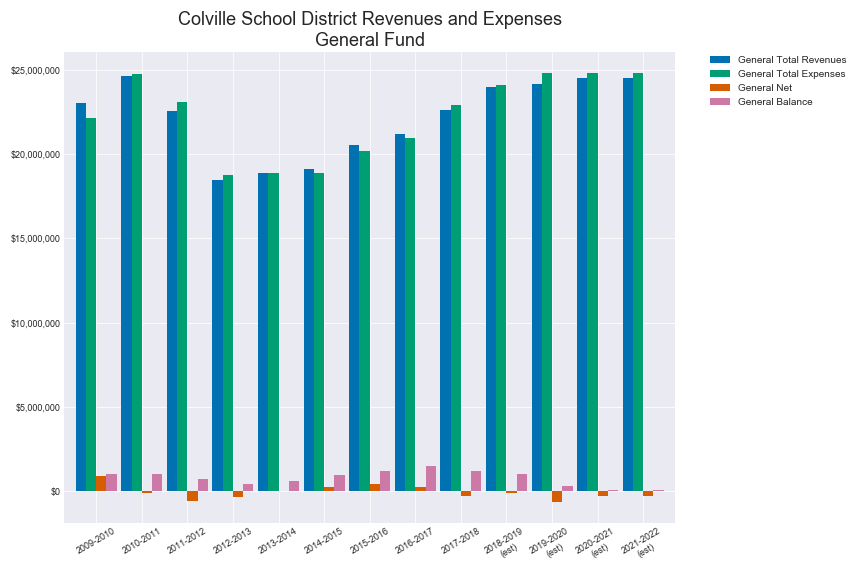 Colville School District Revenues and Expenses
General Fund
General Total Revenues
General Total Expenses
General Net
General Balance
$25,000,000
$20,000,000
$15,000,000
$10,000,000
$5,000,000
$0
2009-2010
2010-2011
2011-2012
2012-2013
2013-2014
2014-2015
2015-2016
2016-2017
2017-2018
2018-2019
(est)
2019-2020
(est)
2020-2021
(est)
2021-2022
(est)